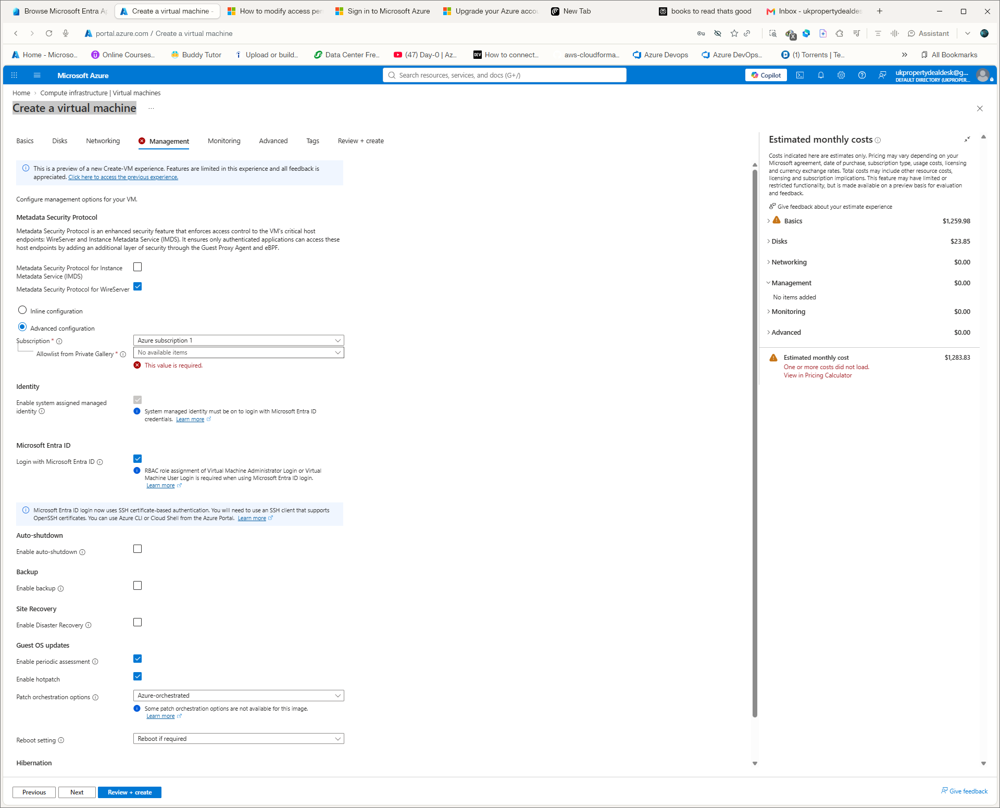 Browse Microsoft Entra Ap
Create a virtual machine -
How to modify access per
Sign in to Microsoft Azure
Upgrade your Azure accou
New Tab
books to read thats good
Inbox - ukpropertydealdes
portal.azure.com / Create a virtual machine
Assistant
Home - Microso...
Online Courses...
Buddy Tutor
Upload or build...
Data Center Fre...
(47) Day-0 | Az...
DEV How to connect...
aws-cloudforma...
Azure Devops
Azure DevOps...
(1) Torrents | Te...
All Bookmarks
Microsoft Azure
Search resources, services, and docs (G+/)
Copilot
ukpropertydealdesk@g...
DEFAULT DIRECTORY (UKPROPER...
Home > Compute infrastructure | Virtual machines
Create a virtual machine ...
Basics Disks Networking Management Monitoring Advanced Tags Review + create
This is a preview of a new Create-VM experience. Features are limited in this experience and all feedback is
appreciated. Click here to access the previous experience.
Configure management options for your VM.
Metadata Security Protocol
Metadata Security Protocol is an enhanced security feature that enforces access control to the VM's critical host
endpoints: WireServer and Instance Metadata Service (IMDS). It ensures only authenticated applications can access these
host endpoints by adding an additional layer of security through the Guest Proxy Agent and eBPF.
Metadata Security Protocol for Instance
Metadata Service (IMDS)
Metadata Security Protocol for WireServer
Inline configuration
Advanced configuration
Subscription *
Azure subscription 1
Allowlist from Private Gallery *
No available items
This value is required.
Identity
Enable system assigned managed
identity
System managed identity must be on to login with Microsoft Entra ID
credentials. Learn more
Microsoft Entra ID
Login with Microsoft Entra ID
RBAC role assignment of Virtual Machine Administrator Login or Virtual
Machine User Login is required when using Microsoft Entra ID login.
Learn more
Microsoft Entra ID login now uses SSH certificate-based authentication. You will need to use an SSH client that supports
OpenSSH certificates. You can use Azure CLI or Cloud Shell from the Azure Portal. Learn more
Auto-shutdown
Enable auto-shutdown
Backup
Enable backup
Site Recovery
Enable Disaster Recovery
Guest OS updates
Enable periodic assessment
Enable hotpatch
Patch orchestration options
Azure-orchestrated
Some patch orchestration options are not available for this image.
Learn more
Reboot setting
Reboot if required
Hibernation
Previous
Next
Review + create
Estimated monthly costs
Costs indicated here are estimates only. Pricing may vary depending on your
Microsoft agreement, date of purchase, subscription type, usage costs, licensing
and currency exchange rates. Total costs may include other resource costs,
licensing and subscription implications. This feature may have limited or
restricted functionality, but is made available on a preview basis for evaluation
and feedback.
Give feedback about your estimate experience
Basics $1,259.98
Disks $23.85
Networking $0.00
Management $0.00
No items added
Monitoring $0.00
Advanced $0.00
Estimated monthly cost $1,283.83
One or more costs did not load.
View in Pricing Calculator
Give feedback